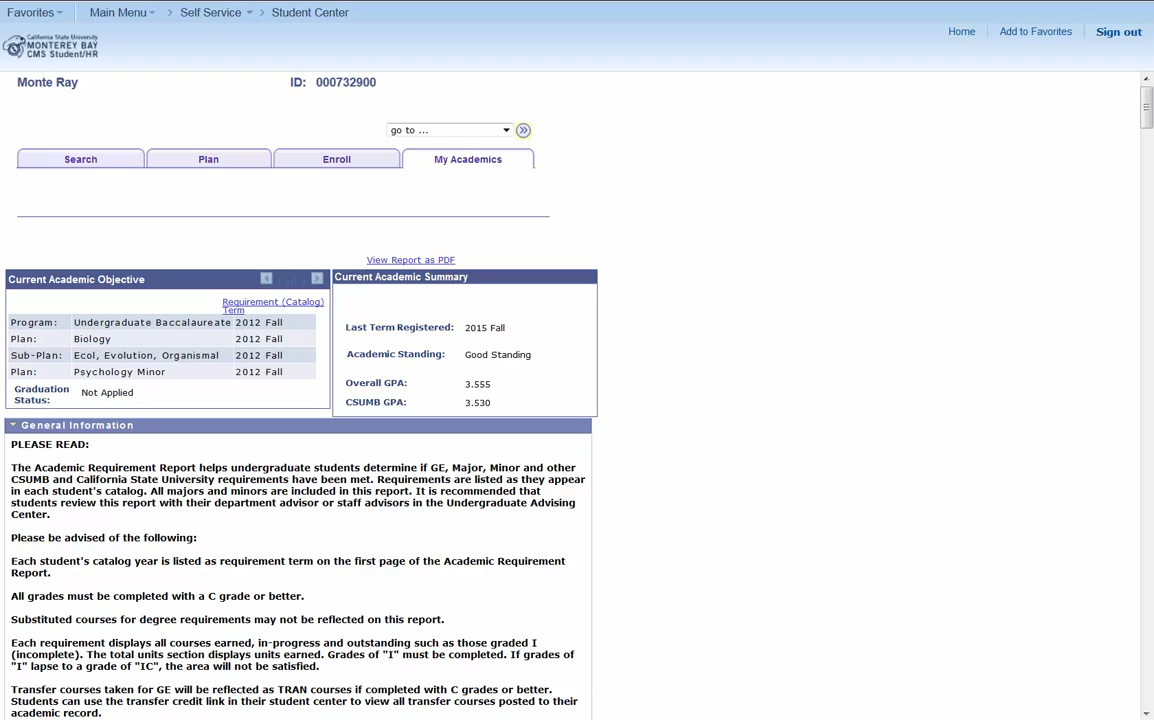 Favorites Main Menu > Self Service > Student Center
Home Add to Favorites Sign out
California State University
MONTEREY BAY
CMS Student/HR
Monte Ray ID: 000732900
go to ...
Search Plan Enroll My Academics
View Report as PDF
Current Academic Objective
Requirement (Catalog)
Term
Program: Undergraduate Baccalaureate 2012 Fall
Plan: Biology 2012 Fall
Sub-Plan: Ecol, Evolution, Organismal 2012 Fall
Plan: Psychology Minor 2012 Fall
Graduation
Status: Not Applied
Current Academic Summary
Last Term Registered: 2015 Fall
Academic Standing: Good Standing
Overall GPA: 3.555
CSUMB GPA: 3.530
General Information
PLEASE READ:
The Academic Requirement Report helps undergraduate students determine if GE, Major, Minor and other
CSUMB and California State University requirements have been met. Requirements are listed as they appear
in each student's catalog. All majors and minors are included in this report. It is recommended that
students review this report with their department advisor or staff advisors in the Undergraduate Advising
Center.
Please be advised of the following:
Each student's catalog year is listed as requirement term on the first page of the Academic Requirement
Report.
All grades must be completed with a C grade or better.
Substituted courses for degree requirements may not be reflected on this report.
Each requirement displays all courses earned, in-progress and outstanding such as those graded I
(incomplete). The total units section displays units earned. Grades of "I" must be completed. If grades of
"I" lapse to a grade of "IC", the area will not be satisfied.
Transfer courses taken for GE will be reflected as TRAN courses if completed with C grades or better.
Students can use the transfer credit link in their student center to view all transfer courses posted to their
academic record.